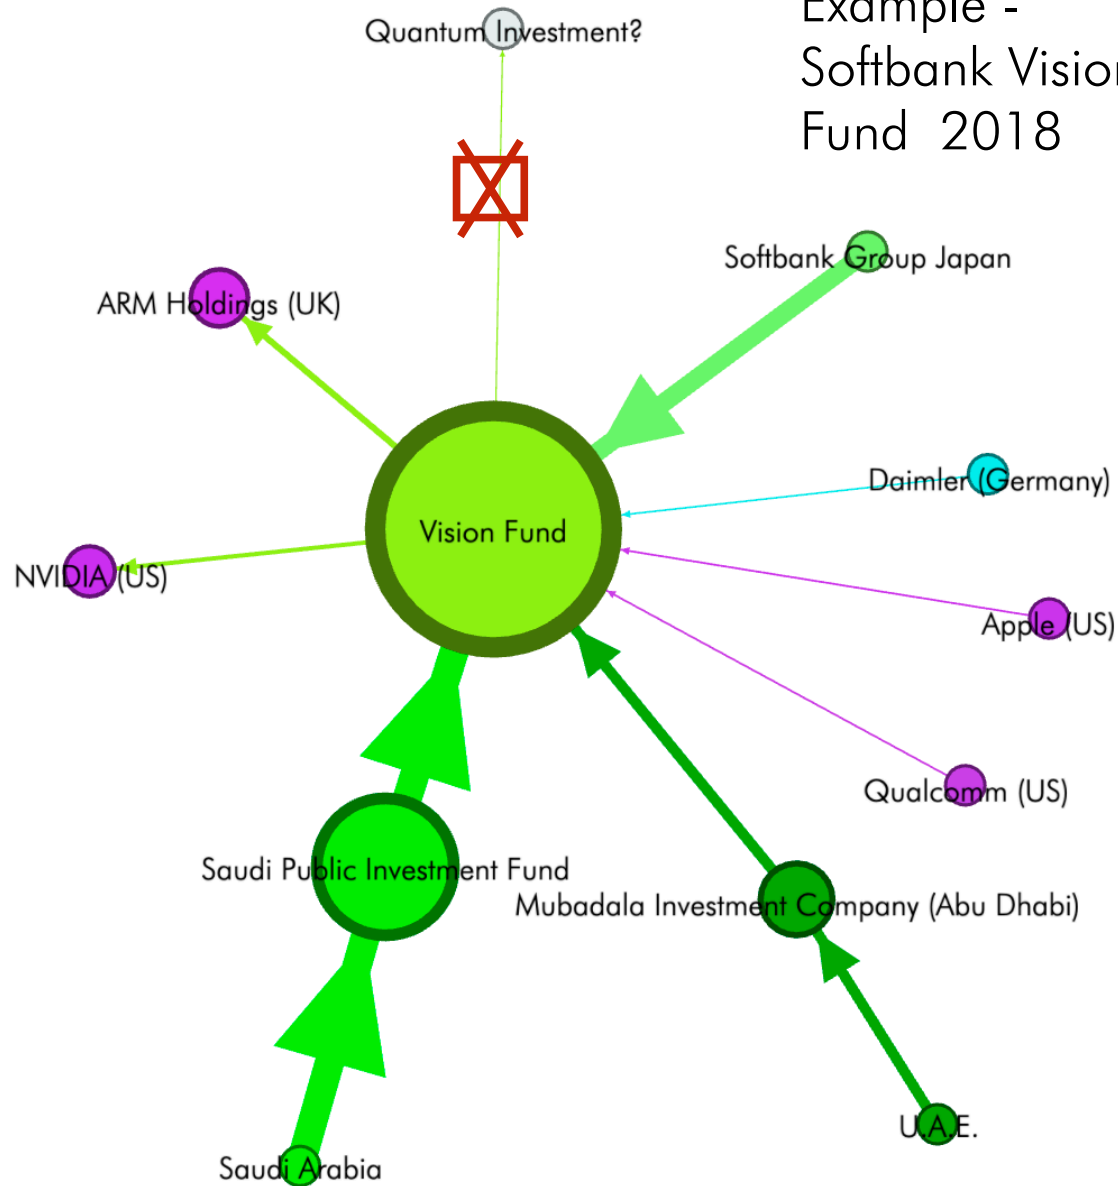 Example -
Softbank Vision
Fund 2018
Quantum Investment?
Softbank Group Japan
ARM Holdings (UK)
Daimler (Germany)
Vision Fund
NVIDIA (US)
Apple (US)
Qualcomm (US)
Saudi Public Investment Fund
Mubadala Investment Company (Abu Dhabi)
U.A.E.
Saudi Arabia